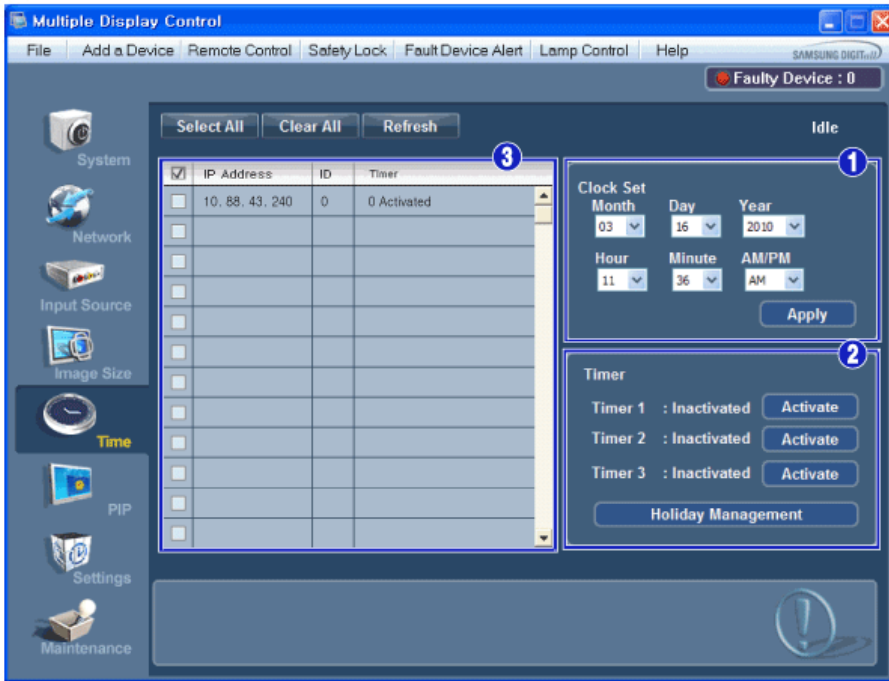 Multiple Display Control
File Add a Device Remote Control Safety Lock Fault Device Alert Lamp Control Help
SAMSUNG DIGITall
Faulty Device : 0
System
Network
Input Source
Image Size
Time
PIP
Settings
Maintenance
Select All Clear All Refresh
Idle
3
IP Address ID Timer
10. 88. 43. 240 0 0 Activated
1
Clock Set
Month Day Year
03 16 2010
Hour Minute AM/PM
11 36 AM
Apply
2
Timer
Timer 1 : Inactivated Activate
Timer 2 : Inactivated Activate
Timer 3 : Inactivated Activate
Holiday Management